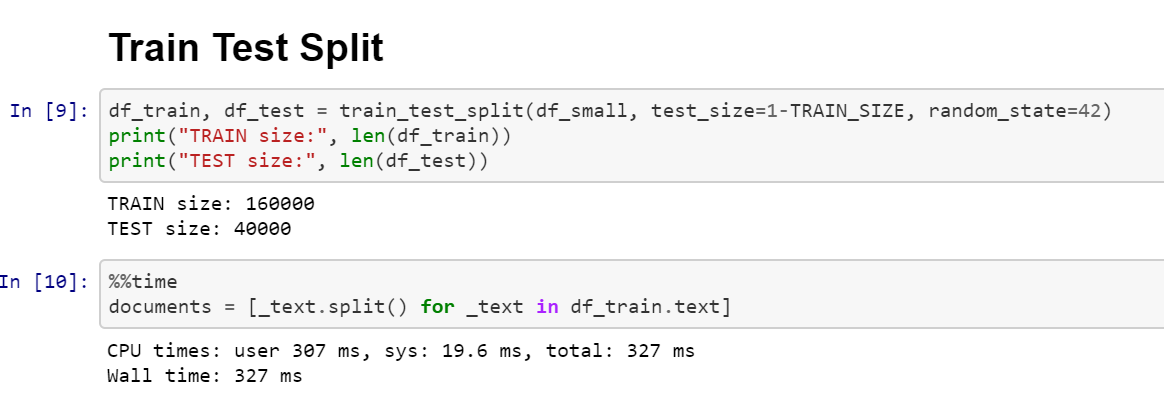 Train Test Split
In [9]: df_train, df_test = train_test_split(df_small, test_size=1-TRAIN_SIZE, random_state=42)
print("TRAIN size:", len(df_train))
print("TEST size:", len(df_test))
TRAIN size: 160000
TEST size: 40000
In [10]: %%time
documents = [_text.split() for _text in df_train.text]
CPU times: user 307 ms, sys: 19.6 ms, total: 327 ms
Wall time: 327 ms